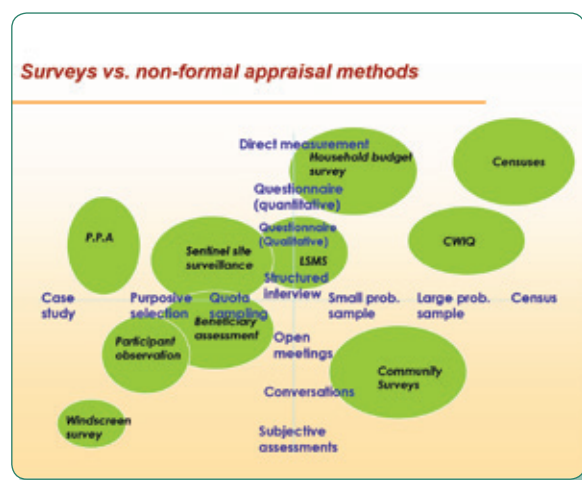 Surveys vs. non-formal appraisal methods
Direct measurement
Household budget
survey
Censuses
Questionnaire
(quantitative)
P.P.A
Sentinel site
surveillance
Questionnaire
(Qualitative)
LSMS
CWIQ
Structured
interview
Case
study
Purposive
selection
Quota
sampling
Small prob.
sample
Large prob.
sample
Census
Participant
observation
Beneficiary
assessment
Open
meetings
Community
Surveys
Conversations
Windscreen
survey
Subjective
assessments